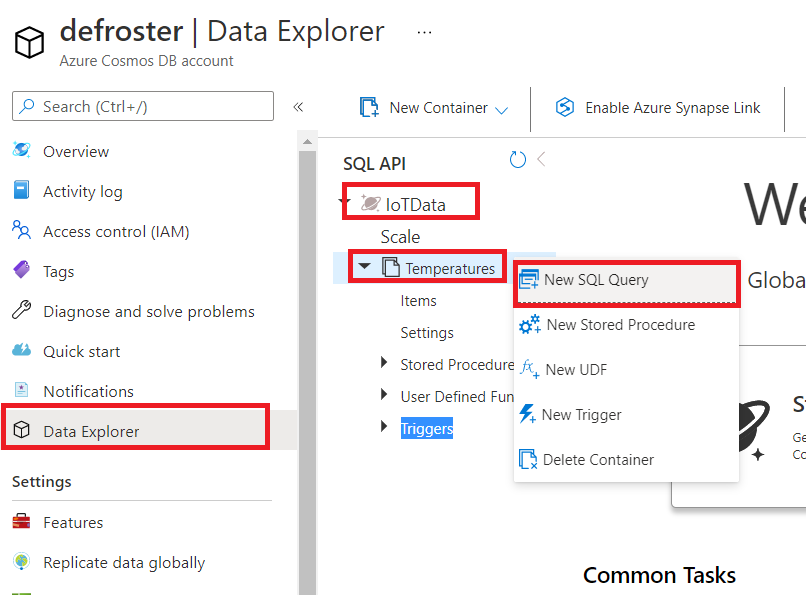 defroster | Data Explorer ...
Azure Cosmos DB account
Search (Ctrl+/)
«
Overview
Activity log
Access control (IAM)
Tags
Diagnose and solve problems
Quick start
Notifications
Data Explorer
Settings
Features
Replicate data globally
New Container
Enable Azure Synapse Link
SQL API
IoTData
Scale
Temperatures
Items
Settings
Stored Procedure
User Defined Fun
Triggers
New SQL Query
New Stored Procedure
New UDF
New Trigger
Delete Container
We
Globa
S
Ge
Co
Common Tasks